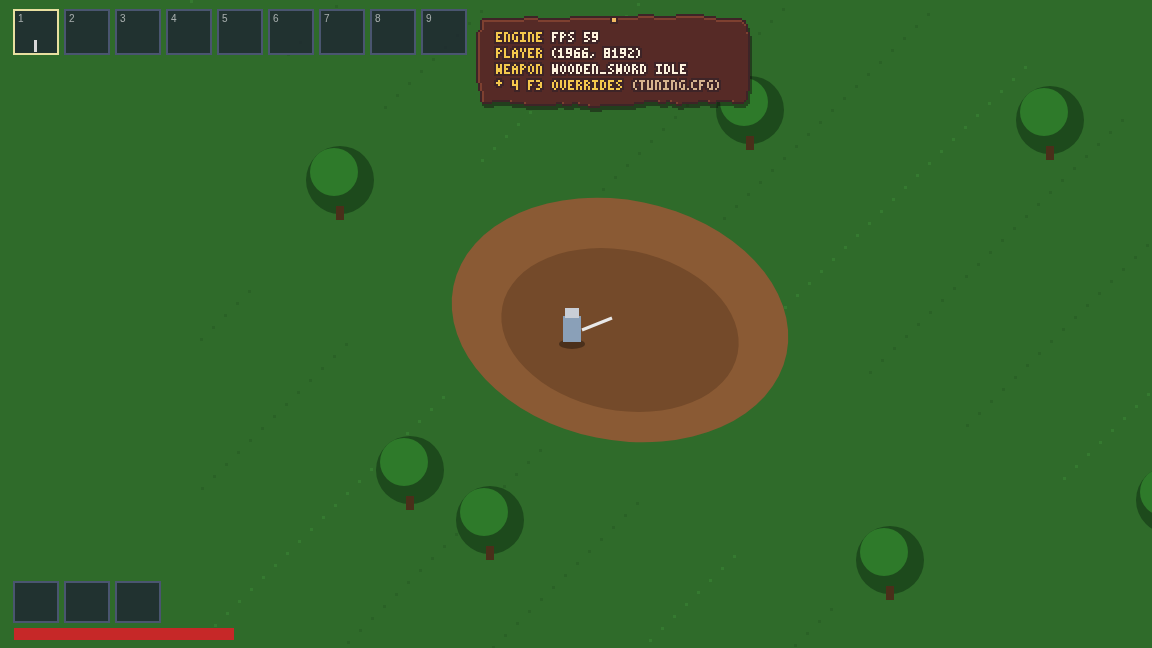 1 2 3 4 5 6 7 8 9
ENGINE FPS 59
PLAYER (1966, 8192)
WEAPON WOODEN_SWORD IDLE
+ 4 F3 OVERRIDES (TUNING.CFG)